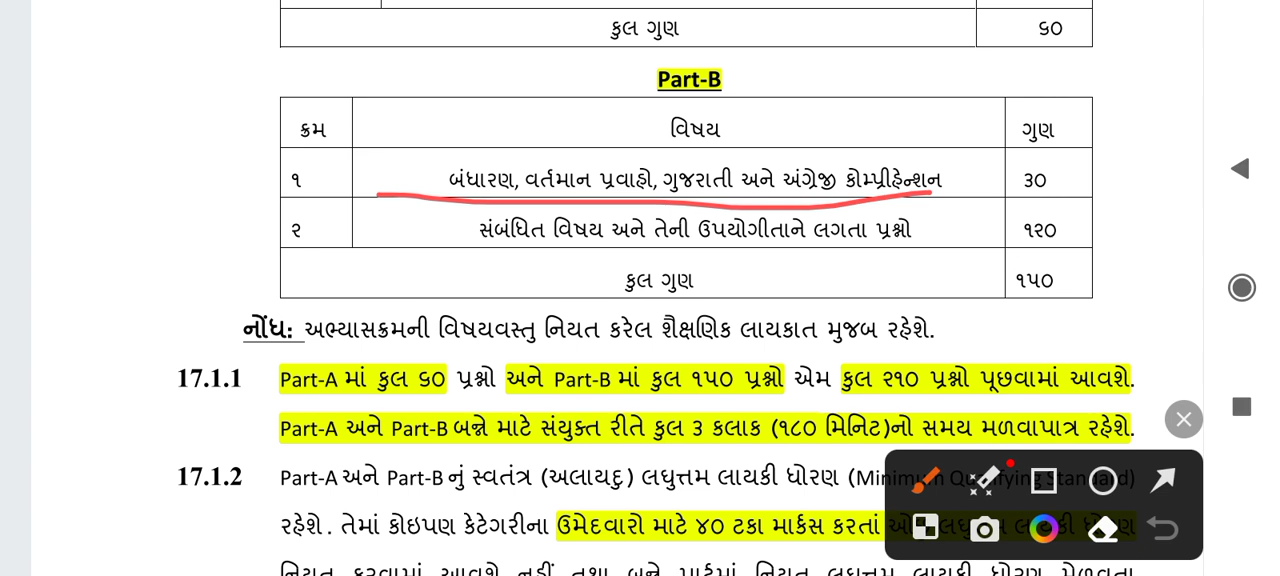 કુલ ગુણ ૬૦
Part-B
ક્રમ વિષય ગુણ
૧ બંધારણ, વર્તમાન પ્રવાહો, ગુજરાતી અને અંગ્રેજી કોમ્પ્રીહેન્શન ૩૦
૨ સંબંધિત વિષય અને તેની ઉપયોગીતાને લગતા પ્રશ્નો ૧૨૦
કુલ ગુણ ૧૫૦
નોંધ: અભ્યાસક્રમની વિષયવસ્તુ નિયત કરેલ શૈક્ષણિક લાયકાત મુજબ રહેશે.
17.1.1 Part-A માં કુલ ૬૦ પ્રશ્નો અને Part-B માં કુલ ૧૫૦ પ્રશ્નો એમ કુલ ૨૧૦ પ્રશ્નો પૂછવામાં આવશે.
Part-A અને Part-B બન્ને માટે સંયુક્ત રીતે કુલ ૩ કલાક (૧૮૦ મિનિટ)નો સમય મળવાપાત્ર રહેશે.
17.1.2 Part-A અને Part-B નું સ્વતંત્ર (અલાયદુ) લઘુત્તમ લાયકી ધોરણ (Minimum Qualifying Standard)
રહેશે. તેમાં કોઇપણ કેટેગરીના ઉમેદવારો માટે ૪૦ ટકા માર્કસ કરતાં